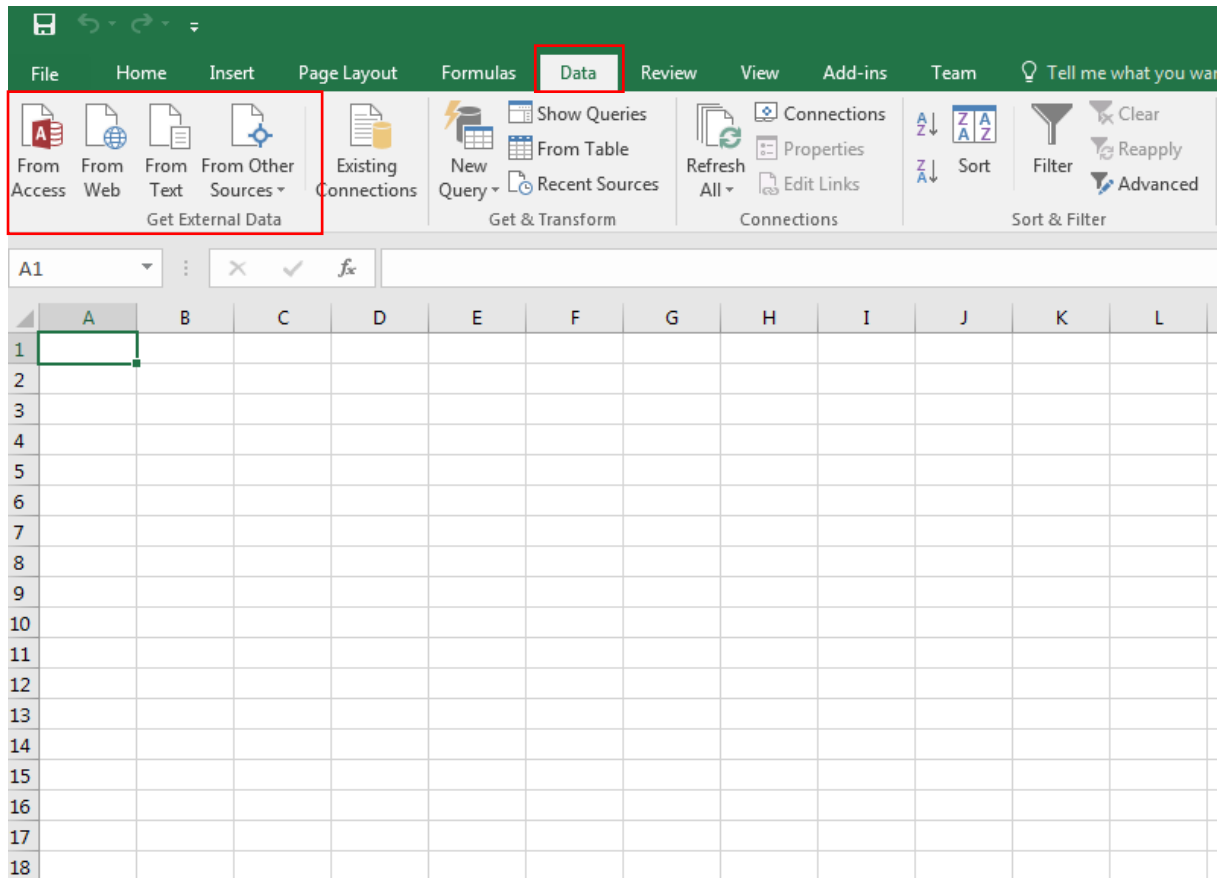 File Home Insert Page Layout Formulas Data Review View Add-ins Team Tell me what you
From Access
From Web
From Text
From Other Sources
Existing Connections
Get External Data
New Query
Show Queries
From Table
Recent Sources
Get & Transform
Refresh All
Connections
Properties
Edit Links
Connections
A Z
Z A
Z A A Z
Sort
Filter
Clear
Reapply
Advanced
Sort & Filter
A1 fx
A B C D E F G H I J K L
1
2
3
4
5
6
7
8
9
10
11
12
13
14
15
16
17
18